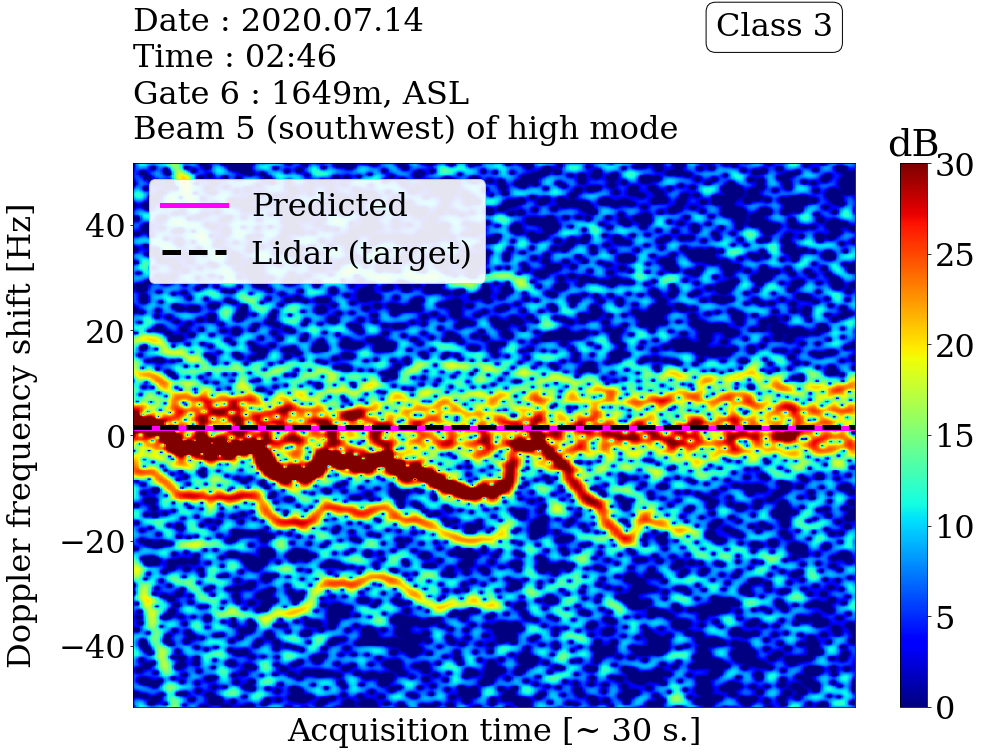 Date : 2020.07.14
Time : 02:46
Gate 6 : 1649m, ASL
Beam 5 (southwest) of high mode
Class 3
dB
Predicted
Lidar (target)
Doppler frequency shift [Hz]
40
20
0
−20
−40
30
25
20
15
10
5
0
Acquisition time [~ 30 s.]